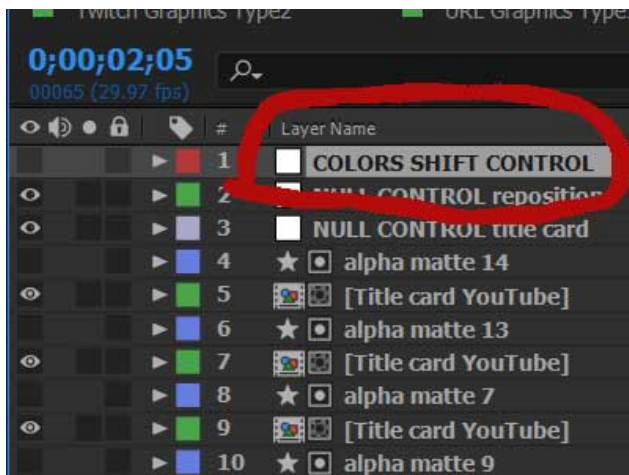 Twitch Graphics Type2 URL Graphics Type
0;00;02;05
00065 (29.97 fps)
# Layer Name
1 COLORS SHIFT CONTROL
2 NULL CONTROL reposition
3 NULL CONTROL title card
4 alpha matte 14
5 [Title card YouTube]
6 alpha matte 13
7 [Title card YouTube]
8 alpha matte 7
9 [Title card YouTube]
10 alpha matte 9